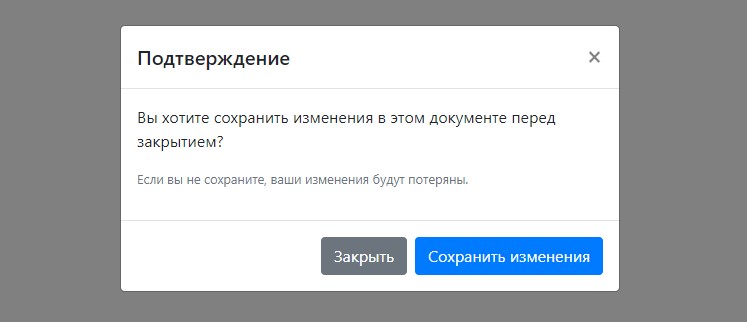 Подтверждение ×
Вы хотите сохранить изменения в этом документе перед
закрытием?
Если вы не сохраните, ваши изменения будут потеряны.
Закрыть Сохранить изменения